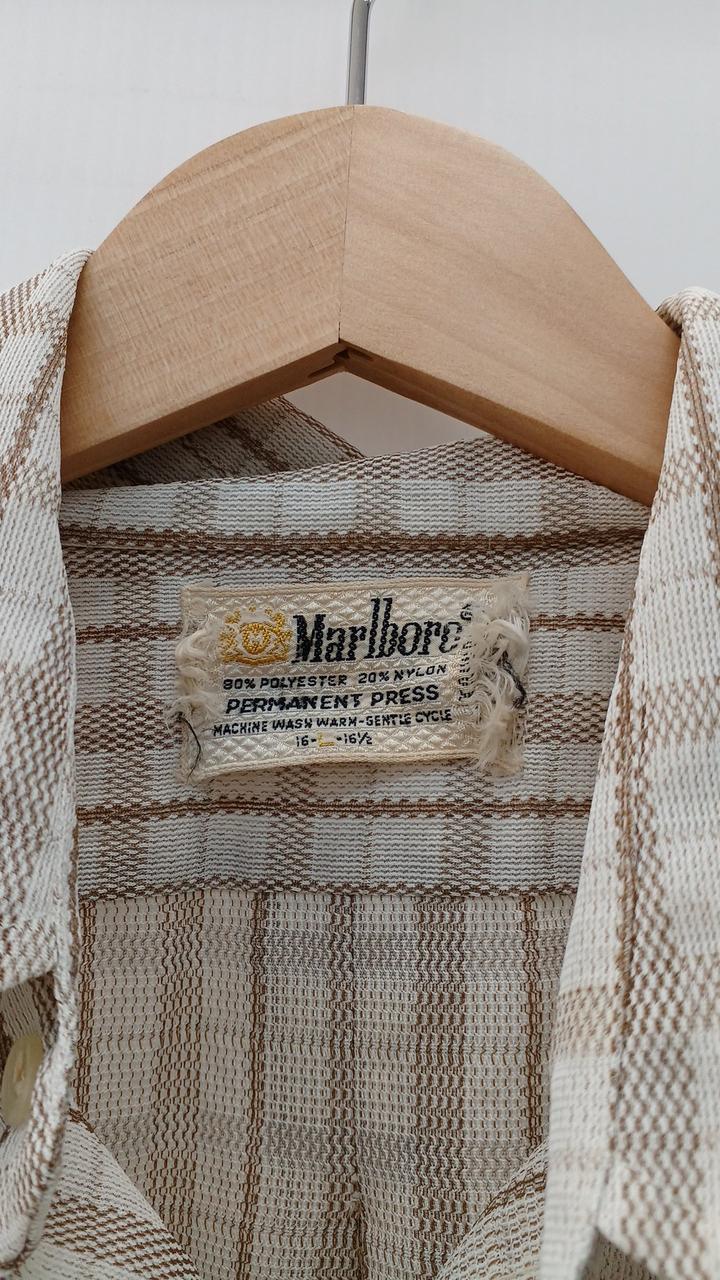 Marlboro
80% POLYESTER 20% NYLON
PERMANENT PRESS
MACHINE WASH WARM-GENTLE CYCLE
16-L-16½